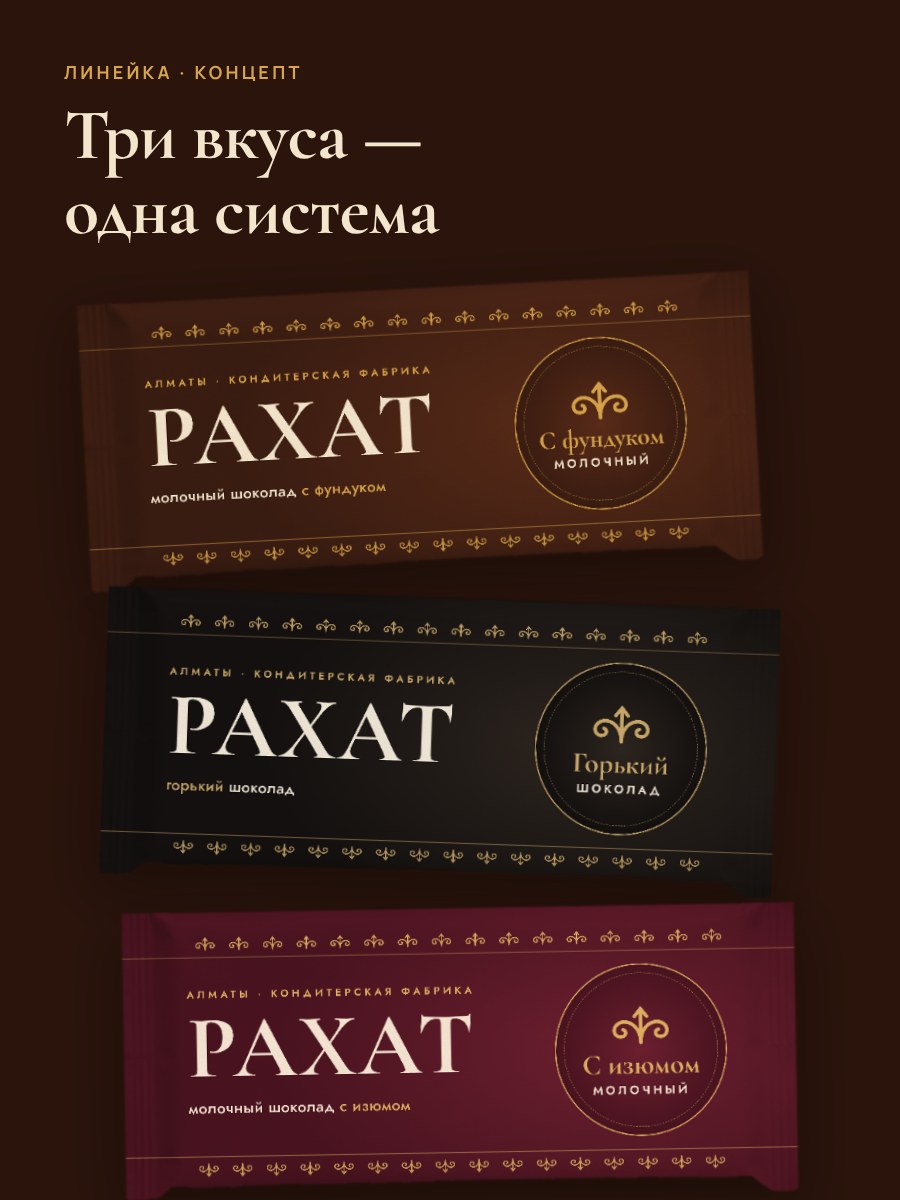 ЛИНЕЙКА · КОНЦЕПТ
Три вкуса —
одна система
АЛМАТЫ · КОНДИТЕРСКАЯ ФАБРИКА
РАХАТ
молочный шоколад с фундуком
С фундуком
МОЛОЧНЫЙ
АЛМАТЫ · КОНДИТЕРСКАЯ ФАБРИКА
РАХАТ
горький шоколад
Горький
ШОКОЛАД
АЛМАТЫ · КОНДИТЕРСКАЯ ФАБРИКА
РАХАТ
молочный шоколад с изюмом
С изюмом
МОЛОЧНЫЙ